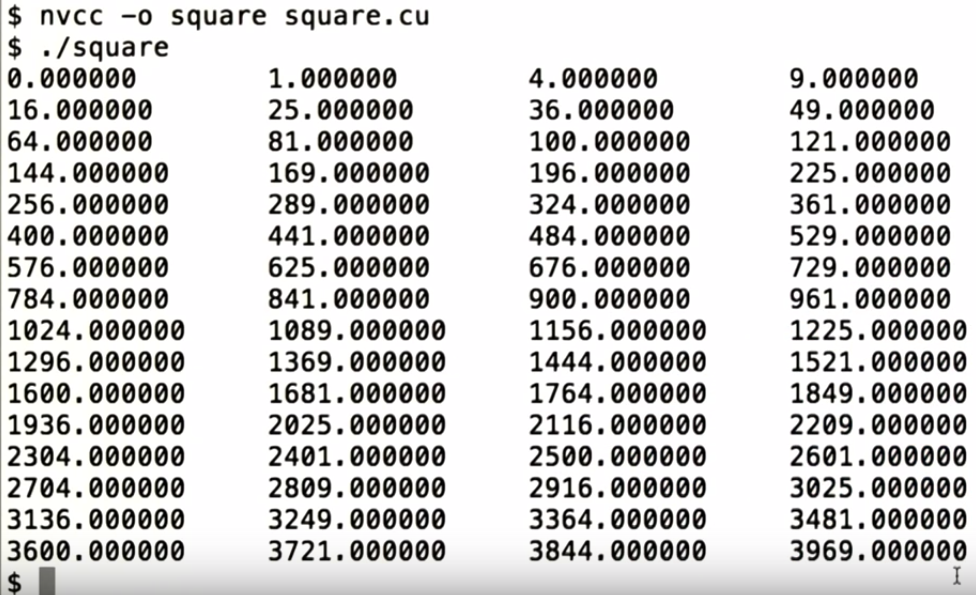 $ nvcc -o square square.cu
$ ./square
0.000000 1.000000 4.000000 9.000000
16.000000 25.000000 36.000000 49.000000
64.000000 81.000000 100.000000 121.000000
144.000000 169.000000 196.000000 225.000000
256.000000 289.000000 324.000000 361.000000
400.000000 441.000000 484.000000 529.000000
576.000000 625.000000 676.000000 729.000000
784.000000 841.000000 900.000000 961.000000
1024.000000 1089.000000 1156.000000 1225.000000
1296.000000 1369.000000 1444.000000 1521.000000
1600.000000 1681.000000 1764.000000 1849.000000
1936.000000 2025.000000 2116.000000 2209.000000
2304.000000 2401.000000 2500.000000 2601.000000
2704.000000 2809.000000 2916.000000 3025.000000
3136.000000 3249.000000 3364.000000 3481.000000
3600.000000 3721.000000 3844.000000 3969.000000
$